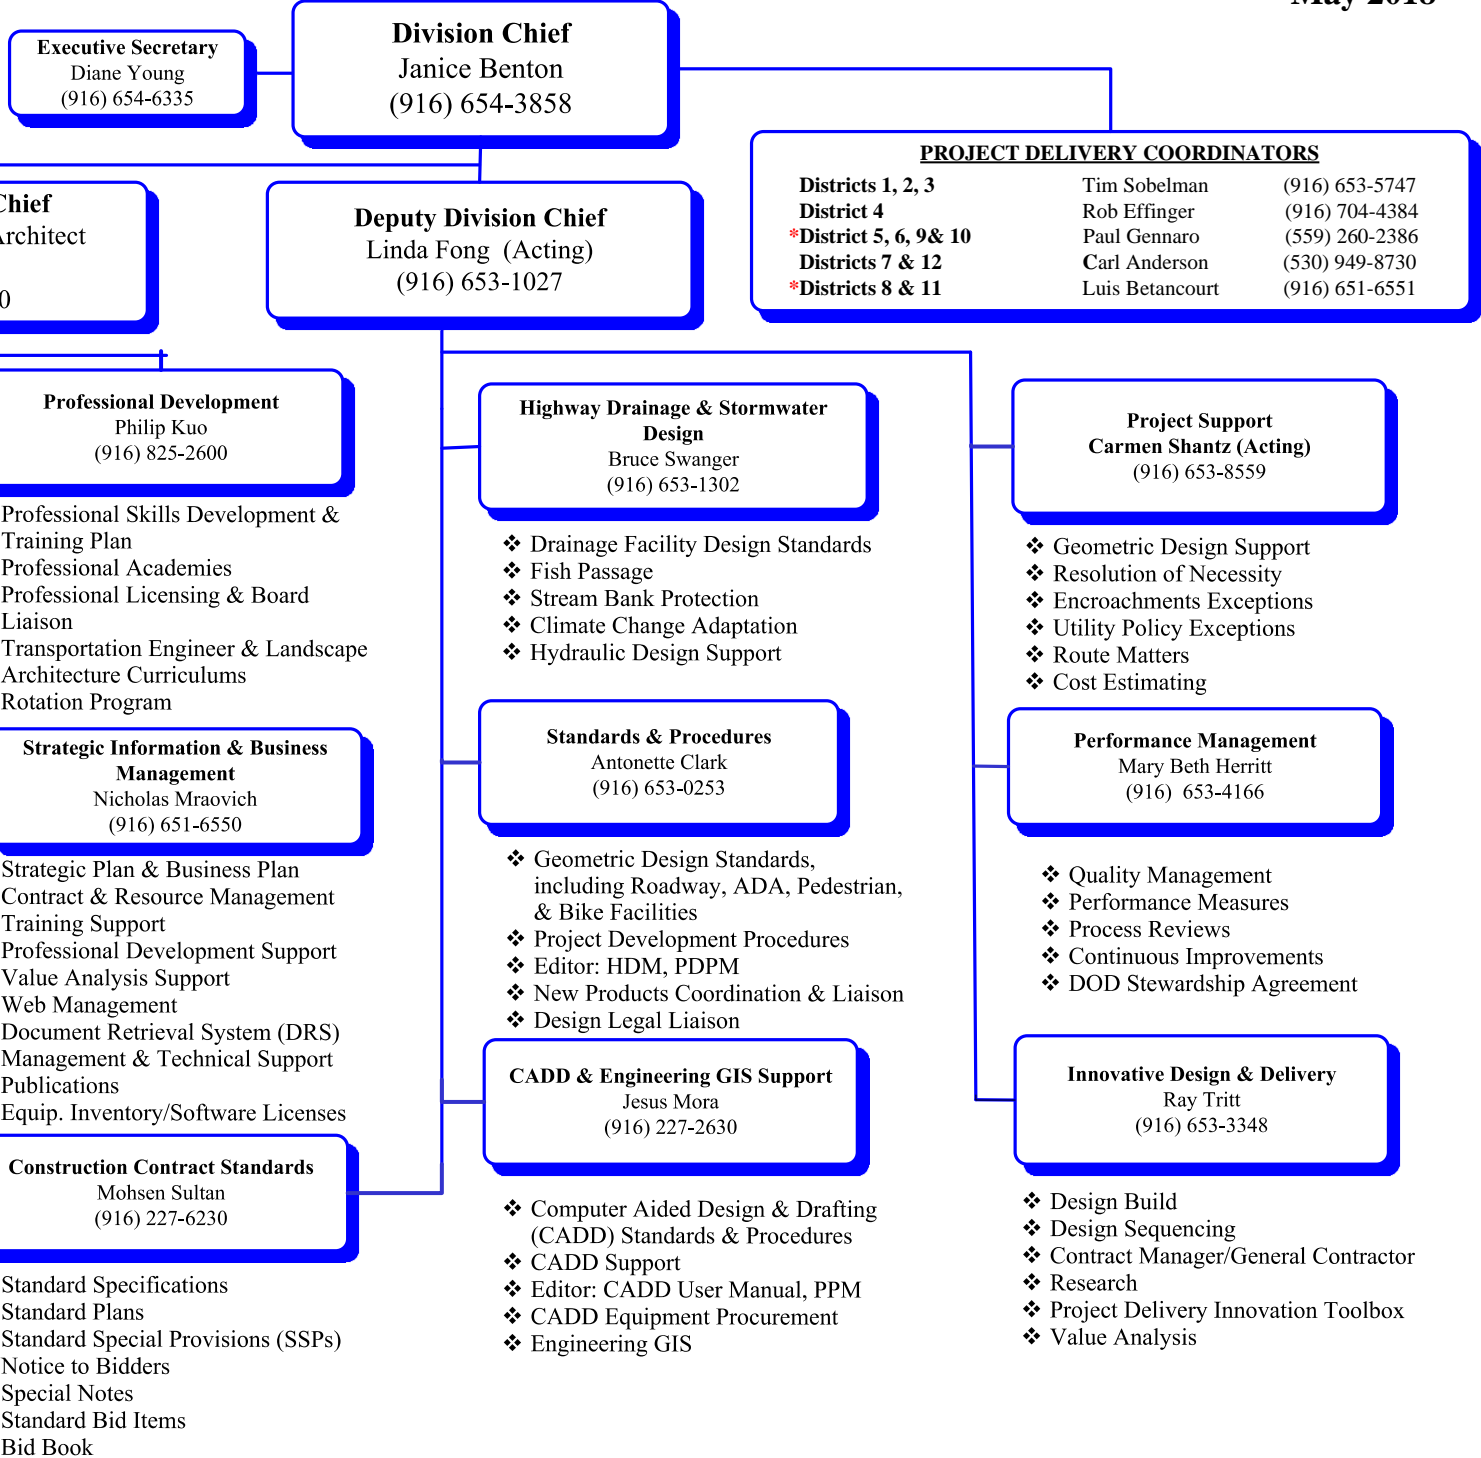 May 2018
Executive Secretary
Diane Young
(916) 654-6335
Division Chief
Janice Benton
(916) 654-3858
PROJECT DELIVERY COORDINATORS
Districts 1, 2, 3 Tim Sobelman (916) 653-5747
District 4 Rob Effinger (916) 704-4384
*District 5, 6, 9& 10 Paul Gennaro (559) 260-2386
Districts 7 & 12 Carl Anderson (530) 949-8730
*Districts 8 & 11 Luis Betancourt (916) 651-6551
Chief
Architect
0
Deputy Division Chief
Linda Fong (Acting)
(916) 653-1027
Professional Development
Philip Kuo
(916) 825-2600
Professional Skills Development &
Training Plan
Professional Academies
Professional Licensing & Board
Liaison
Transportation Engineer & Landscape
Architecture Curriculums
Rotation Program
Strategic Information & Business
Management
Nicholas Mraovich
(916) 651-6550
Strategic Plan & Business Plan
Contract & Resource Management
Training Support
Professional Development Support
Value Analysis Support
Web Management
Document Retrieval System (DRS)
Management & Technical Support
Publications
Equip. Inventory/Software Licenses
Construction Contract Standards
Mohsen Sultan
(916) 227-6230
Standard Specifications
Standard Plans
Standard Special Provisions (SSPs)
Notice to Bidders
Special Notes
Standard Bid Items
Bid Book
Highway Drainage & Stormwater
Design
Bruce Swanger
(916) 653-1302
❖ Drainage Facility Design Standards
❖ Fish Passage
❖ Stream Bank Protection
❖ Climate Change Adaptation
❖ Hydraulic Design Support
Standards & Procedures
Antonette Clark
(916) 653-0253
❖ Geometric Design Standards,
including Roadway, ADA, Pedestrian,
& Bike Facilities
❖ Project Development Procedures
❖ Editor: HDM, PDPM
❖ New Products Coordination & Liaison
❖ Design Legal Liaison
CADD & Engineering GIS Support
Jesus Mora
(916) 227-2630
❖ Computer Aided Design & Drafting
(CADD) Standards & Procedures
❖ CADD Support
❖ Editor: CADD User Manual, PPM
❖ CADD Equipment Procurement
❖ Engineering GIS
Project Support
Carmen Shantz (Acting)
(916) 653-8559
❖ Geometric Design Support
❖ Resolution of Necessity
❖ Encroachments Exceptions
❖ Utility Policy Exceptions
❖ Route Matters
❖ Cost Estimating
Performance Management
Mary Beth Herritt
(916) 653-4166
❖ Quality Management
❖ Performance Measures
❖ Process Reviews
❖ Continuous Improvements
❖ DOD Stewardship Agreement
Innovative Design & Delivery
Ray Tritt
(916) 653-3348
❖ Design Build
❖ Design Sequencing
❖ Contract Manager/General Contractor
❖ Research
❖ Project Delivery Innovation Toolbox
❖ Value Analysis